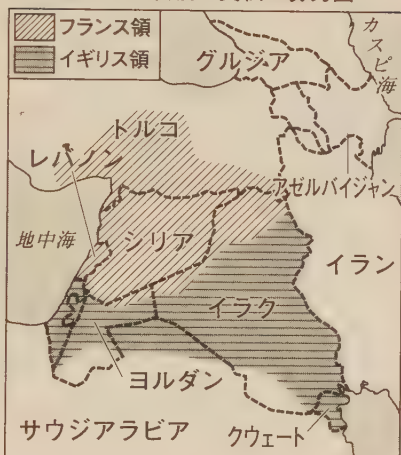 フランス領
イギリス領
カスピ海
グルジア
トルコ
レバノン
アゼルバイジャン
地中海
シリア
イラン
イラク
ヨルダン
サウジアラビア
クウェート